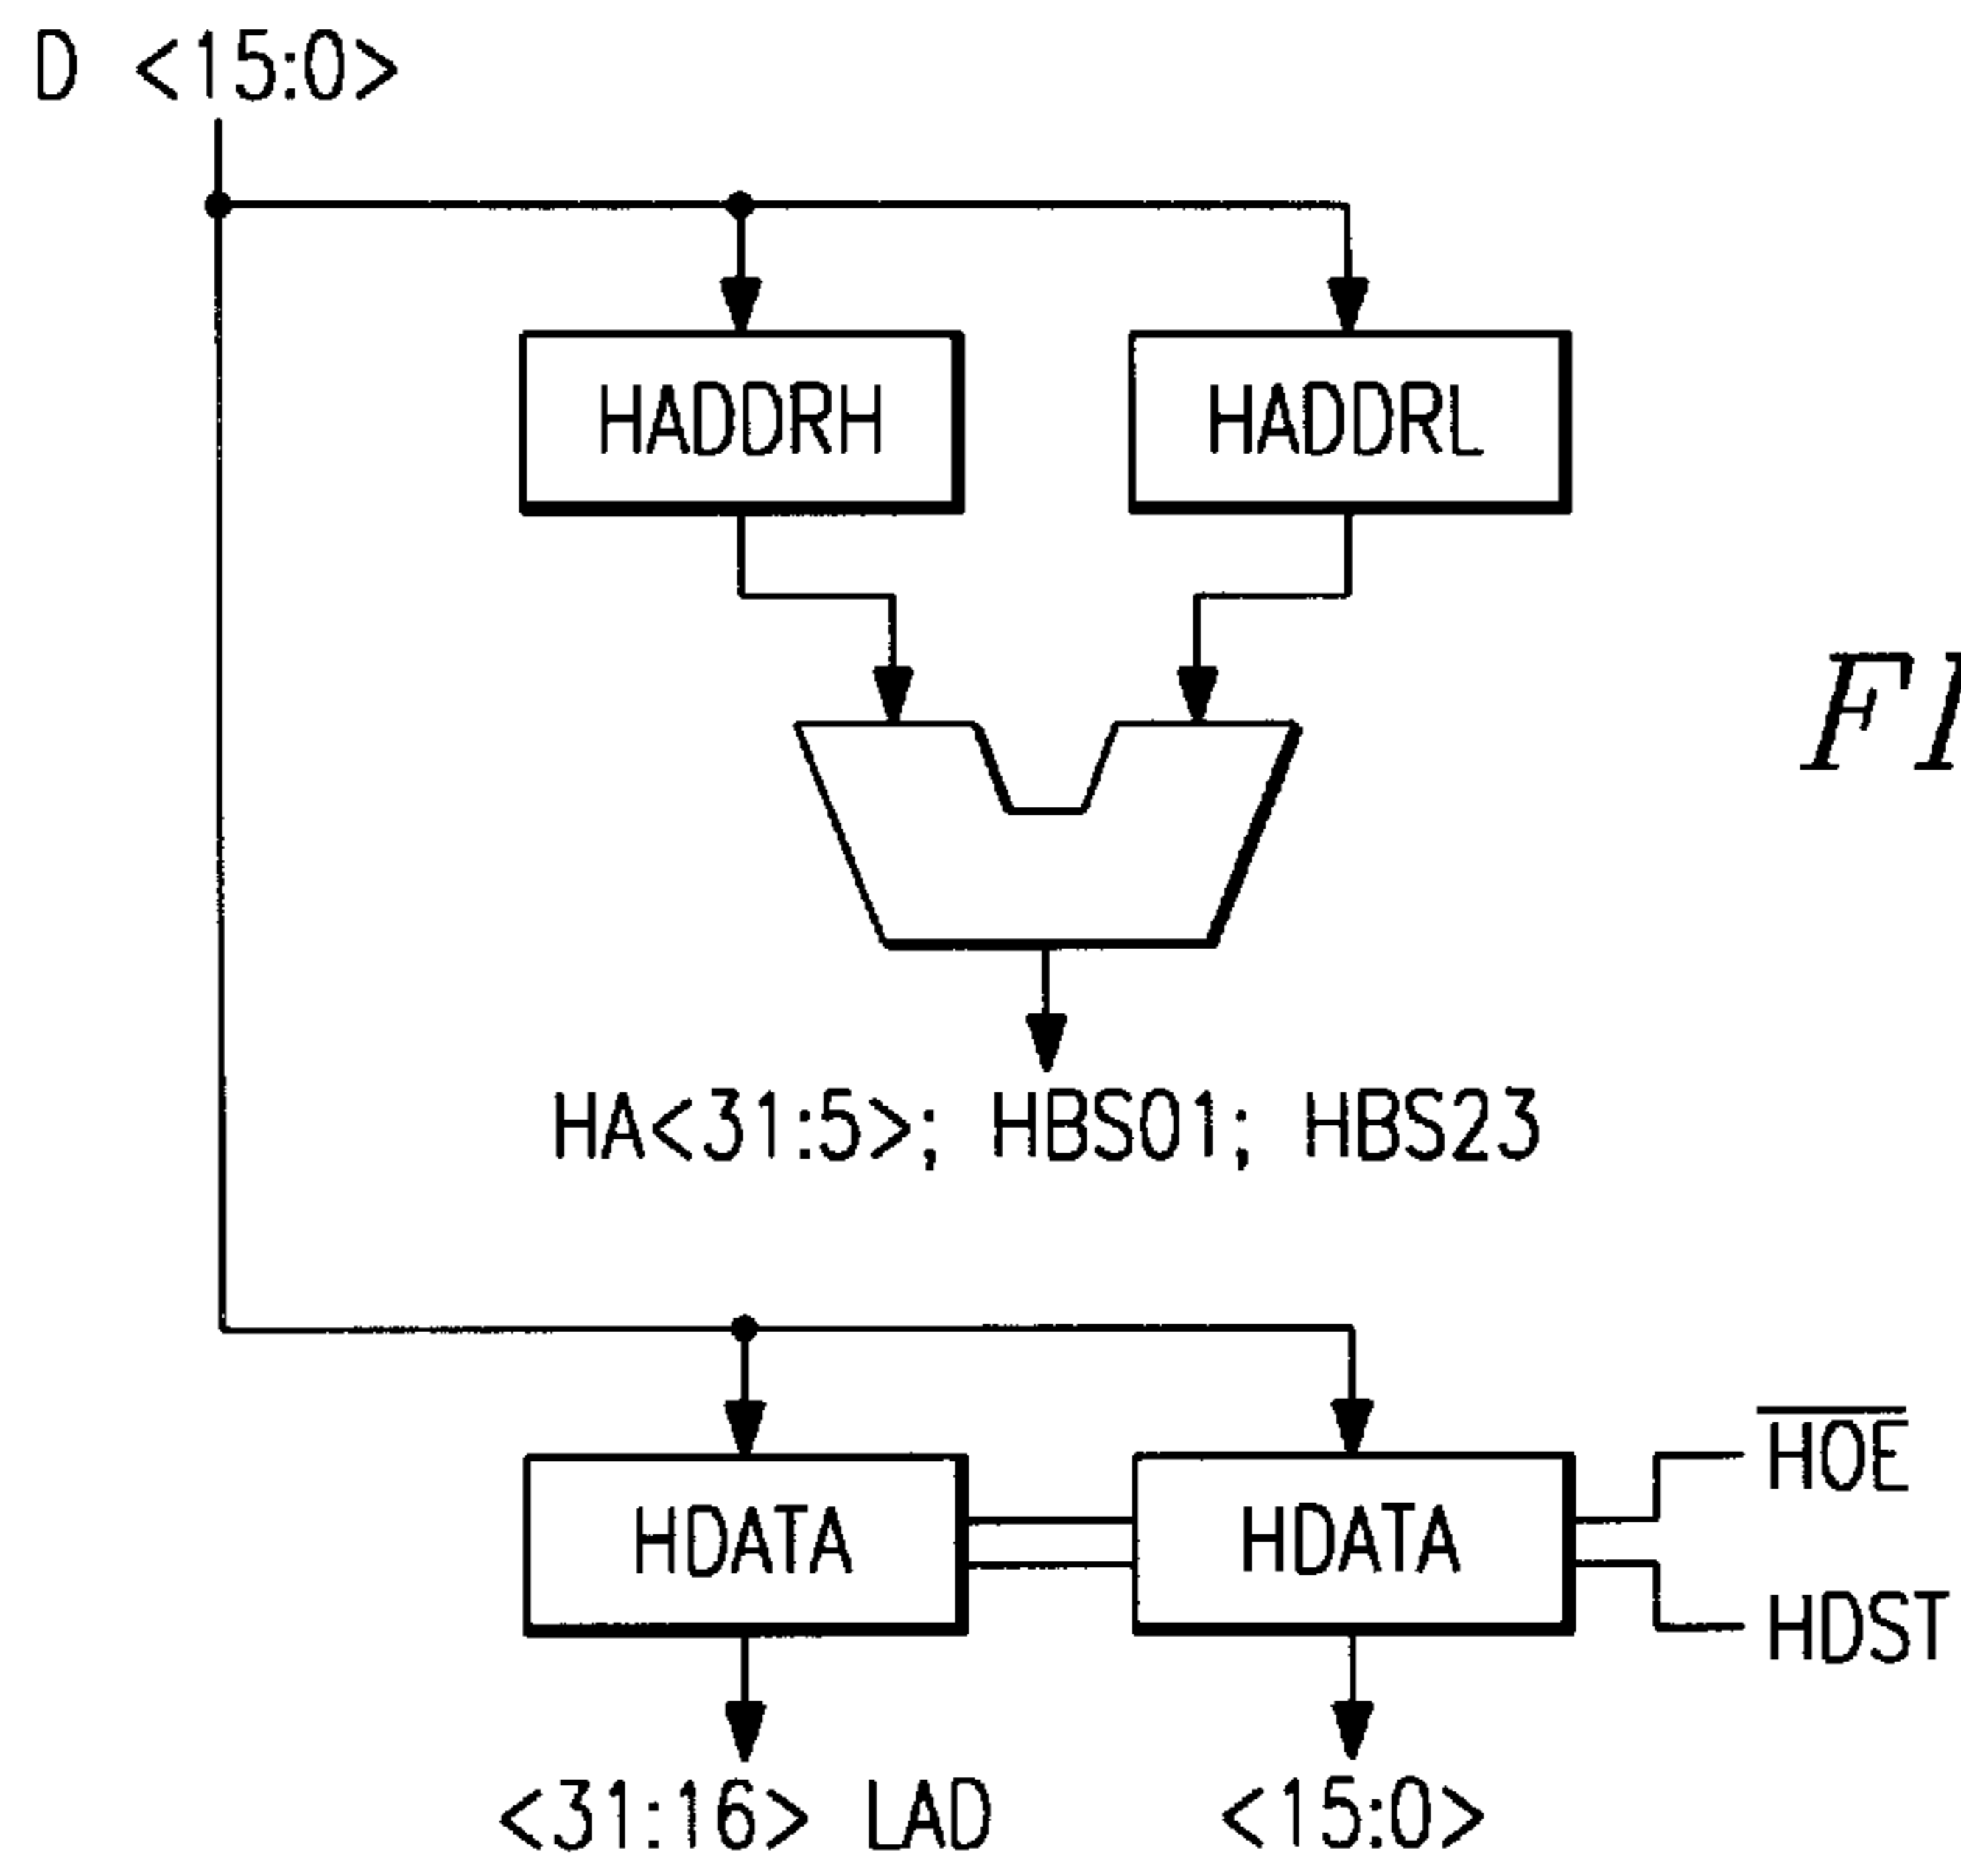 D <15:0>
HADDRH
HADDRL
HA<31:5>; HBS01; HBS23
HDATA
HDATA
HOE
HDST
<31:16> LAD
<15:0>